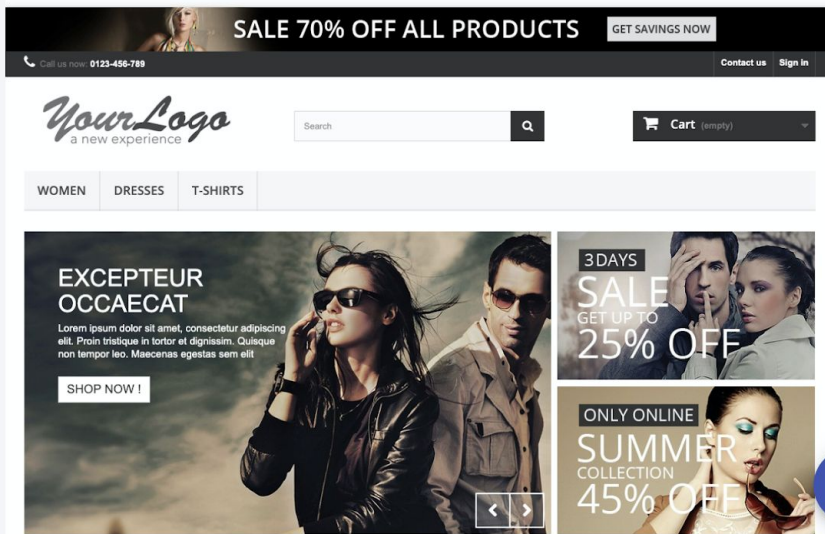 SALE 70% OFF ALL PRODUCTS
GET SAVINGS NOW
Call us now: 0123-456-789
Contact us
Sign in
YourLogo
a new experience
Search
Cart (empty)
WOMEN
DRESSES
T-SHIRTS
EXCEPTEUR
OCCAECAT
Lorem ipsum dolor sit amet, consectetur adipiscing
elit. Proin tristique in tortor et dignissim. Quisque
non tempor leo. Maecenas egestas sem elit
SHOP NOW !
3 DAYS
SALE
GET UP TO
25% OFF
ONLY ONLINE
SUMMER
COLLECTION
45% OFF